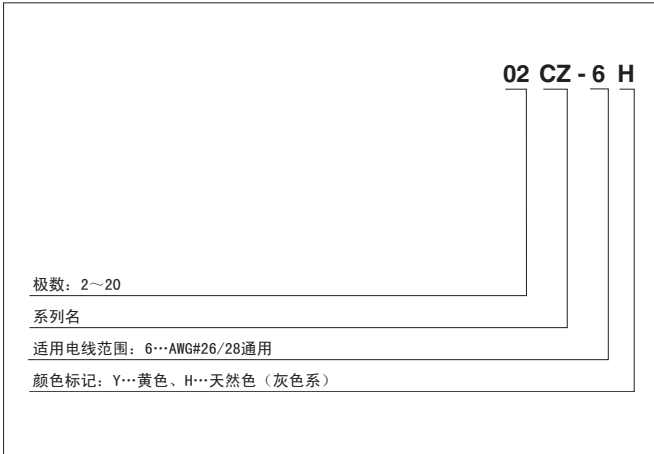 02 CZ - 6 H
极数：2～20
系列名
适用电线范围：6…AWG#26/28通用
颜色标记：Y…黄色、H…天然色（灰色系）